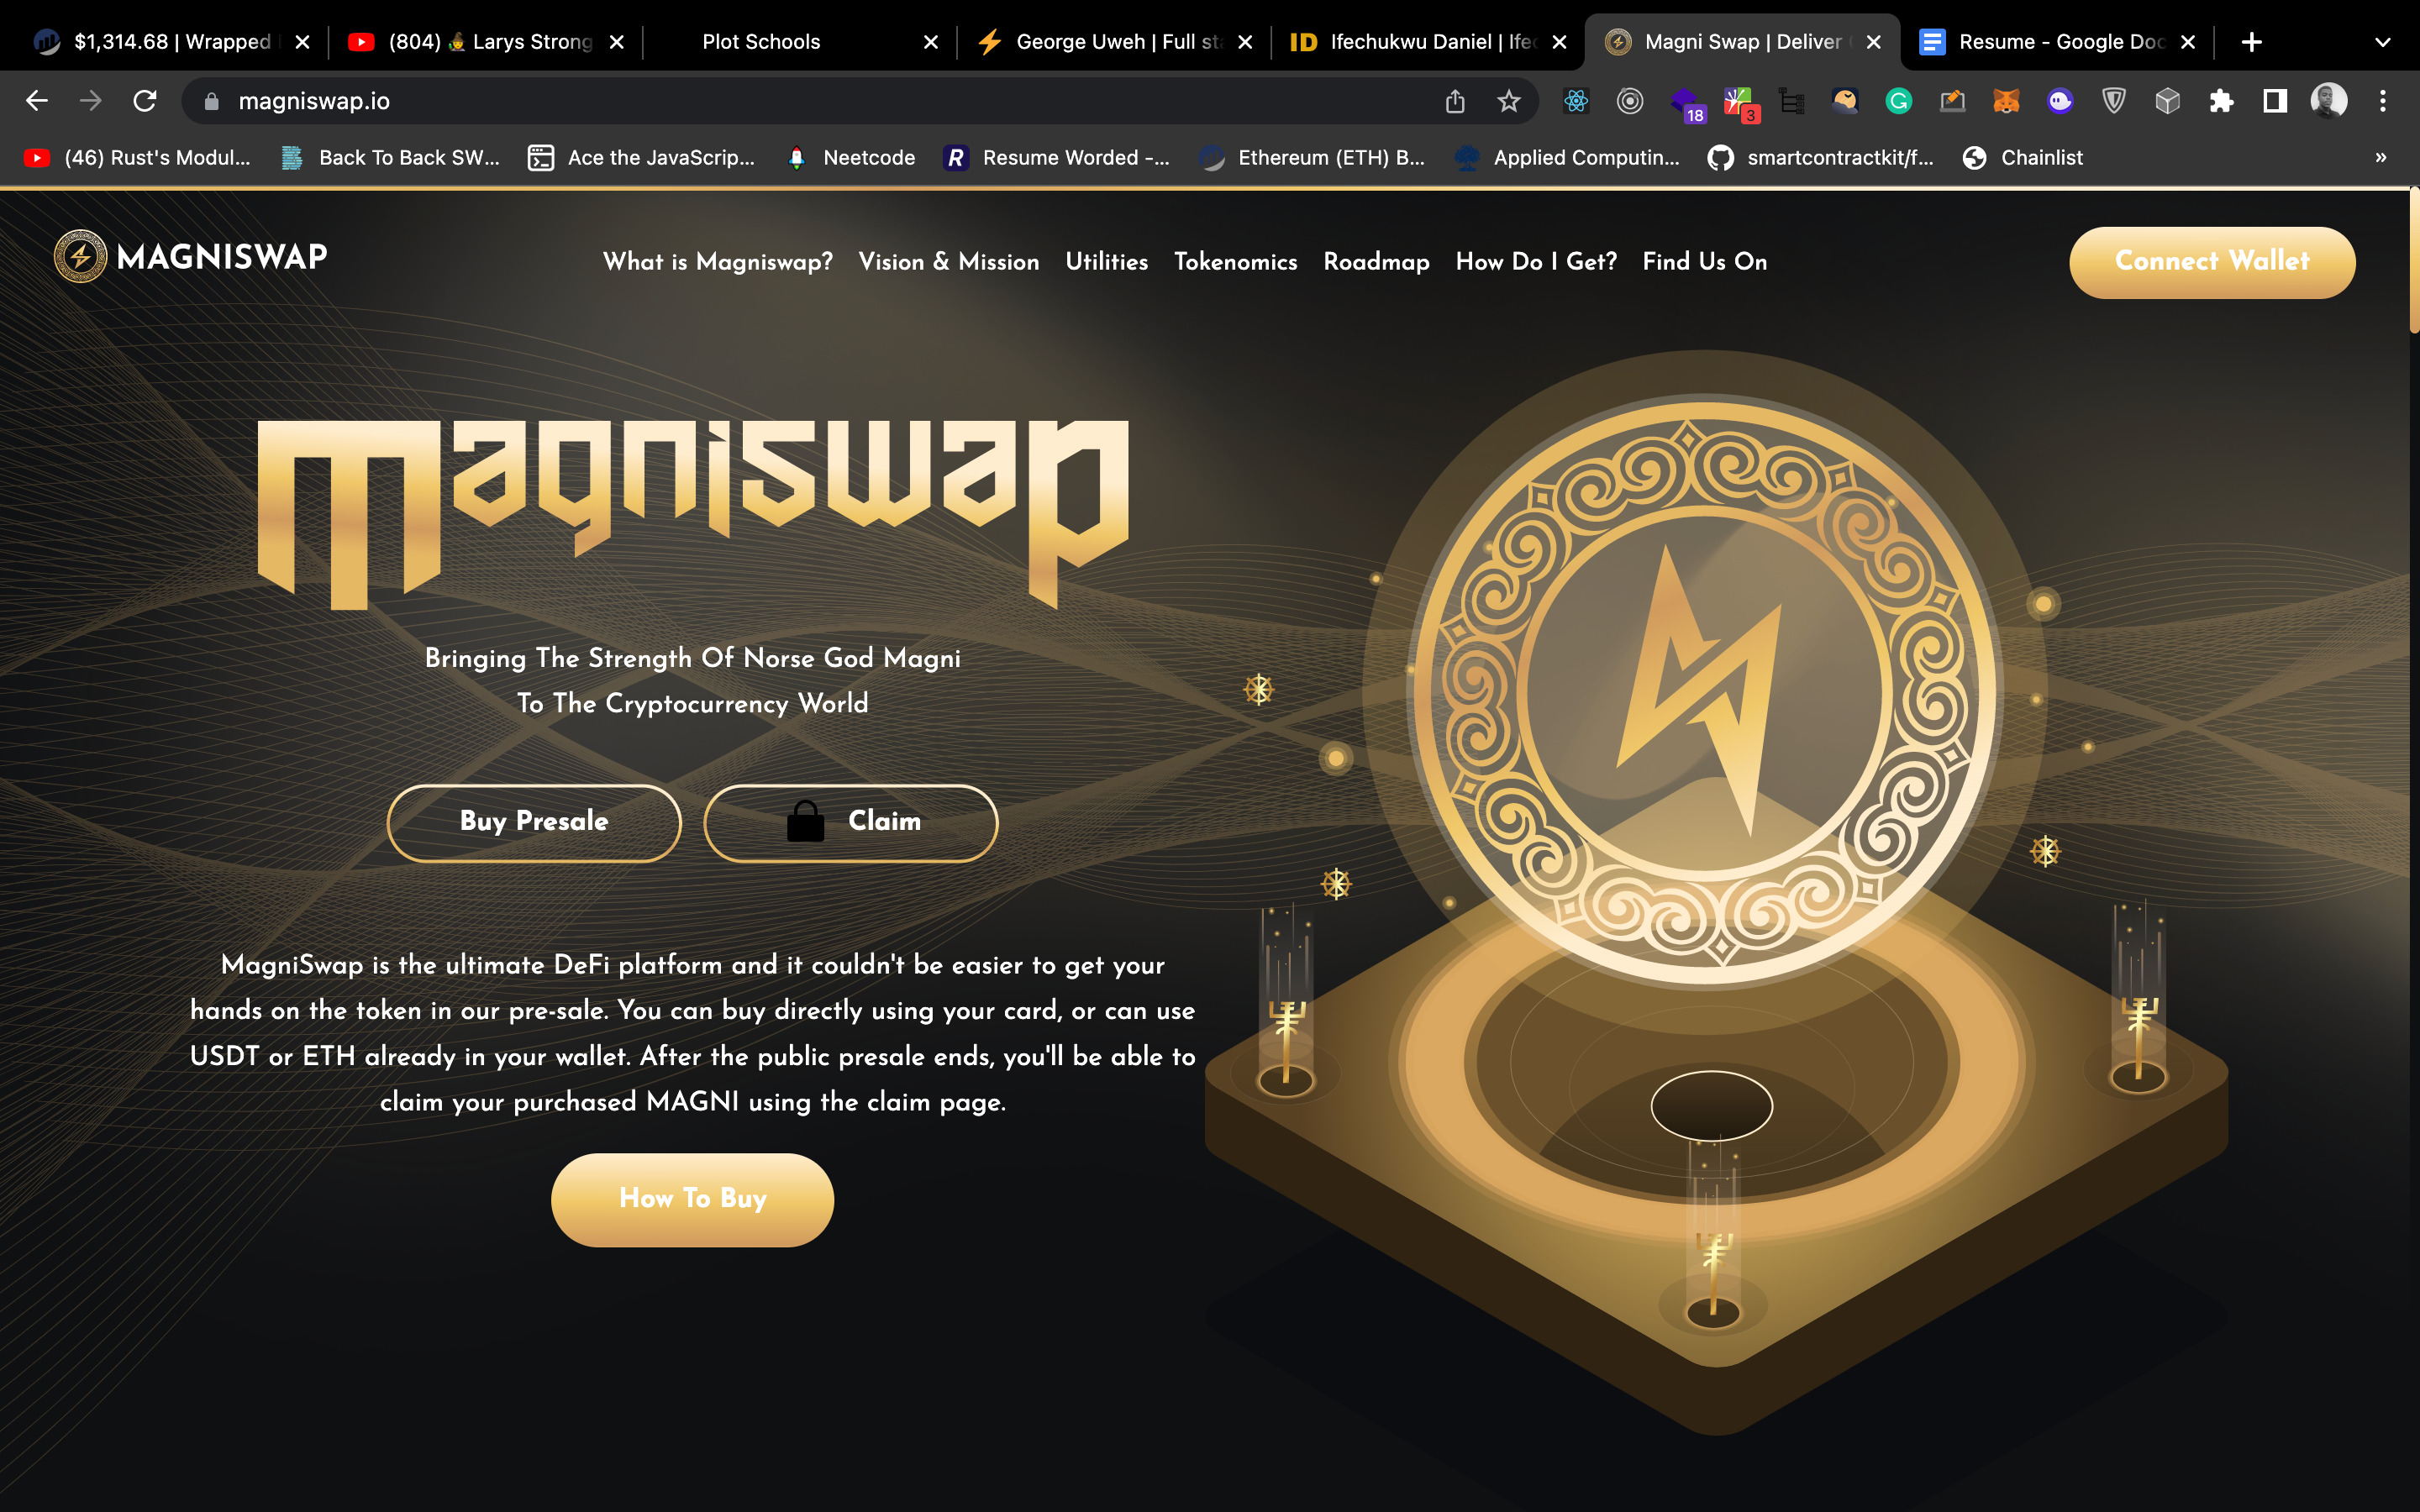 $1,314.68 | Wrapped
(804) 🧟 Larys Strong
Plot Schools
George Uweh | Full sta
Ifechukwu Daniel | Ifec
Magni Swap | Deliver
Resume - Google Doc
magniswap.io
18
3
(46) Rust's Modul...
Back To Back SW...
Ace the JavaScrip...
Neetcode
R
Resume Worded -...
Ethereum (ETH) B...
Applied Computin...
smartcontractkit/f...
Chainlist
»
MAGNISWAP
What is Magniswap?
Vision & Mission
Utilities
Tokenomics
Roadmap
How Do I Get?
Find Us On
Connect Wallet
magniswap
Bringing The Strength Of Norse God Magni
To The Cryptocurrency World
Buy Presale
Claim
MagniSwap is the ultimate DeFi platform and it couldn't be easier to get your
hands on the token in our pre-sale. You can buy directly using your card, or can use
USDT or ETH already in your wallet. After the public presale ends, you'll be able to
claim your purchased MAGNI using the claim page.
How To Buy